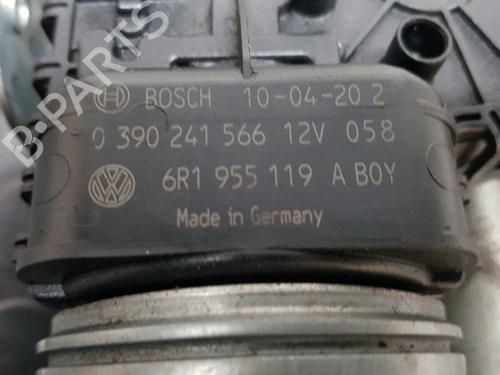 B-Parts
BOSCH 10-04-20 2
0 390 241 566 12V 058
6R1 955 119 A BOY
Made in Germany